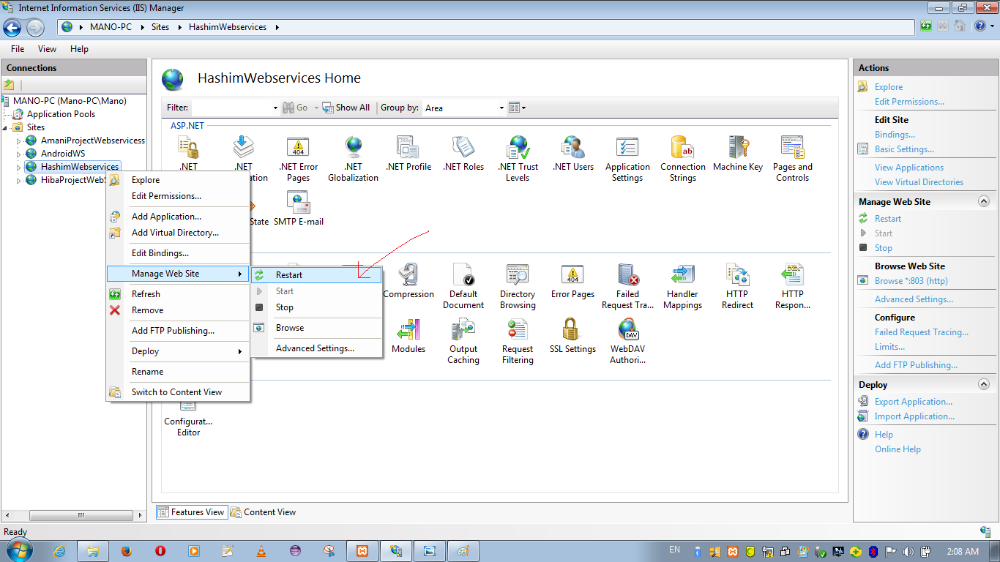 Internet Information Services (IIS) Manager
MANO-PC Sites HashimWebservices
File View Help
Connections
MANO-PC (Mano-PC\Mano)
Application Pools
Sites
AmaniProjectWebservicess
AndroidWS
HashimWebservices
HibaProjectWeb
Explore
Edit Permissions...
Add Application...
Add Virtual Directory...
Edit Bindings...
Manage Web Site
Refresh
Remove
Add FTP Publishing...
Deploy
Rename
Switch to Content View
Restart
Start
Stop
Browse
Advanced Settings...
HashimWebservices Home
Filter: Go Show All Group by: Area
ASP.NET
.NET
.NET
ation
.NET Error
Pages
.NET
Globalization
.NET Profile
.NET Roles
.NET Trust
Levels
.NET Users
Application
Settings
Connection
Strings
Machine Key
Pages and
Controls
State
SMTP E-mail
404
ab
Compression
Default
Document
Directory
Browsing
Error Pages
404
Failed
Request Tra...
Handler
Mappings
HTTP
Redirect
HTTP
Respon...
Modules
Output
Caching
Request
Filtering
SSL Settings
DAV
WebDAV
Authori...
Configurat...
Editor
Features View Content View
Actions
Explore
Edit Permissions...
Edit Site
Bindings...
Basic Settings...
View Applications
View Virtual Directories
Manage Web Site
Restart
Start
Stop
Browse Web Site
Browse *:803 (http)
Advanced Settings...
Configure
Failed Request Tracing...
Limits...
Add FTP Publishing...
Deploy
Export Application...
Import Application...
Help
Online Help
Ready
EN
2:08 AM